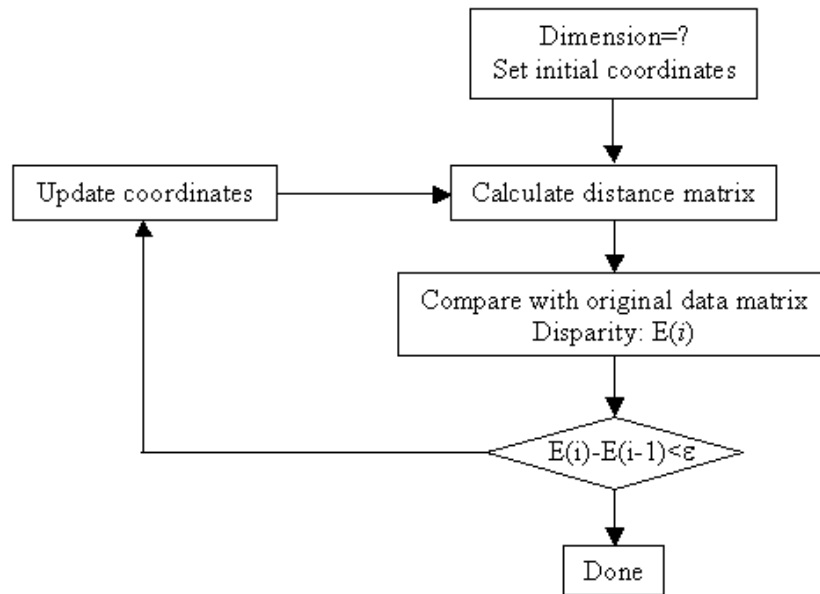 Dimension=?
Set initial coordinates
Update coordinates
Calculate distance matrix
Compare with original data matrix
Disparity: E(i)
E(i)-E(i-1)<ε
Done